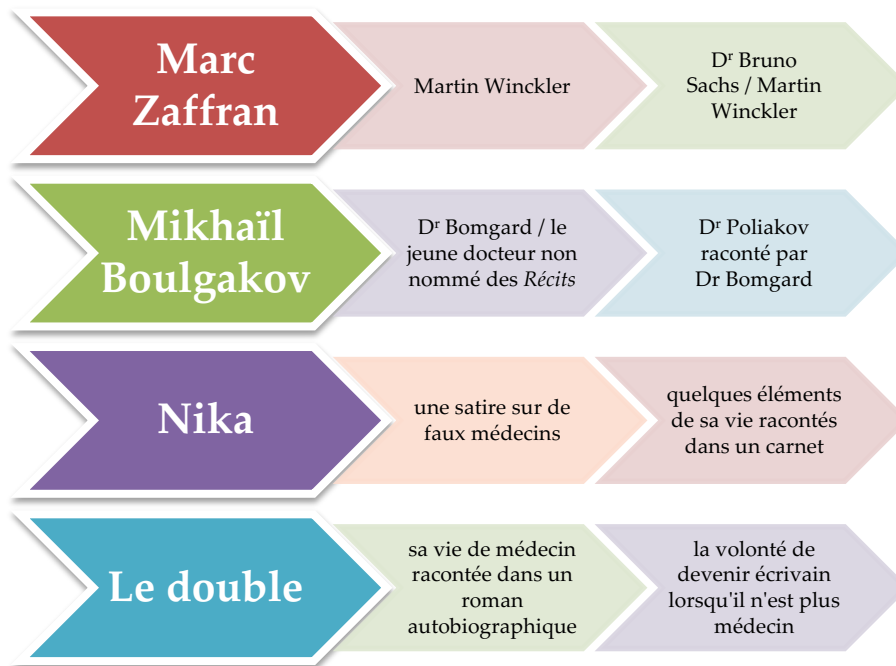 Marc
Zaffran
Martin Winckler
Dʳ Bruno
Sachs / Martin
Winckler
Mikhaïl
Boulgakov
Dʳ Bomgard / le
jeune docteur non
nommé des Récits
Dʳ Poliakov
raconté par
Dr Bomgard
Nika
une satire sur de
faux médecins
quelques éléments
de sa vie racontés
dans un carnet
Le double
sa vie de médecin
racontée dans un
roman
autobiographique
la volonté de
devenir écrivain
lorsqu'il n'est plus
médecin